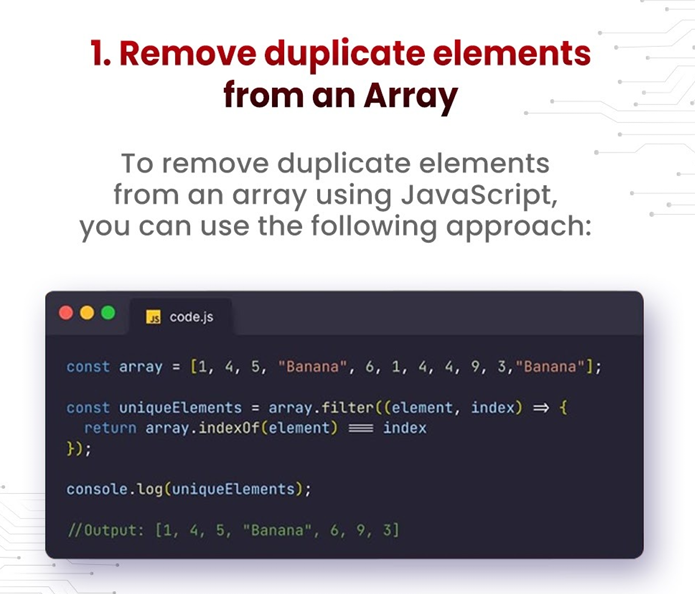 1. Remove duplicate elements
from an Array
To remove duplicate elements
from an array using JavaScript,
you can use the following approach:
JS code.js
const array = [1, 4, 5, "Banana", 6, 1, 4, 4, 9, 3,"Banana"];
const uniqueElements = array.filter((element, index) => {
return array.indexOf(element) === index
});
console.log(uniqueElements);
//Output: [1, 4, 5, "Banana", 6, 9, 3]